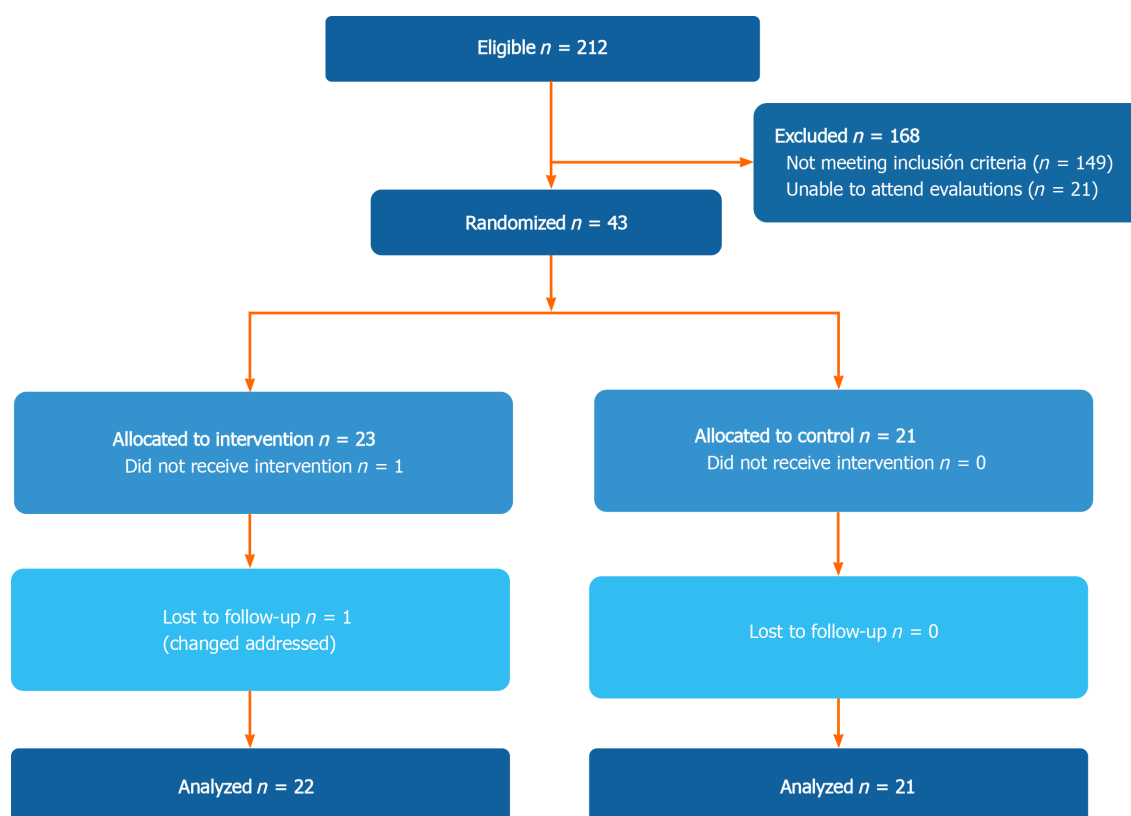 Eligible n = 212
Excluded n = 168
Not meeting inclusión criteria (n = 149)
Unable to attend evalautions (n = 21)
Randomized n = 43
Allocated to intervention n = 23
Did not receive intervention n = 1
Allocated to control n = 21
Did not receive intervention n = 0
Lost to follow-up n = 1
(changed addressed)
Lost to follow-up n = 0
Analyzed n = 22
Analyzed n = 21